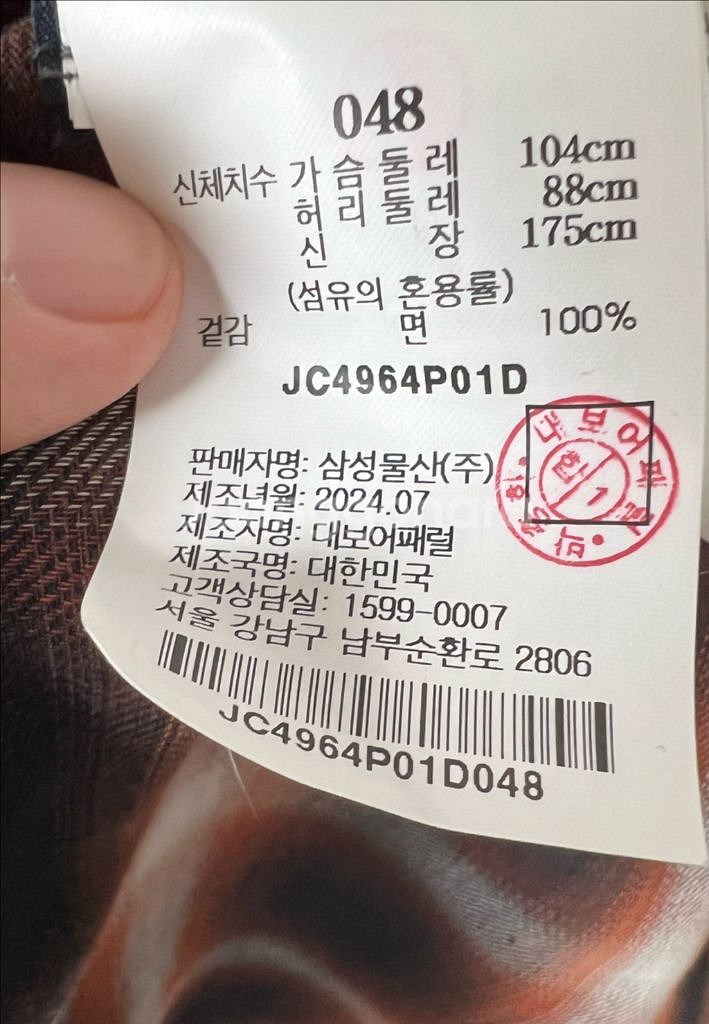 048
신체치수 가슴둘레 104cm
허리둘레 88cm
신장 175cm
(섬유의 혼용률)
겉감 면 100%
JC4964P01D
판매자명: 삼성물산(주)
제조년월: 2024.07
제조자명: 대보어패럴
제조국명: 대한민국
고객상담실: 1599-0007
서울 강남구 남부순환로 2806
JC4964P01D048